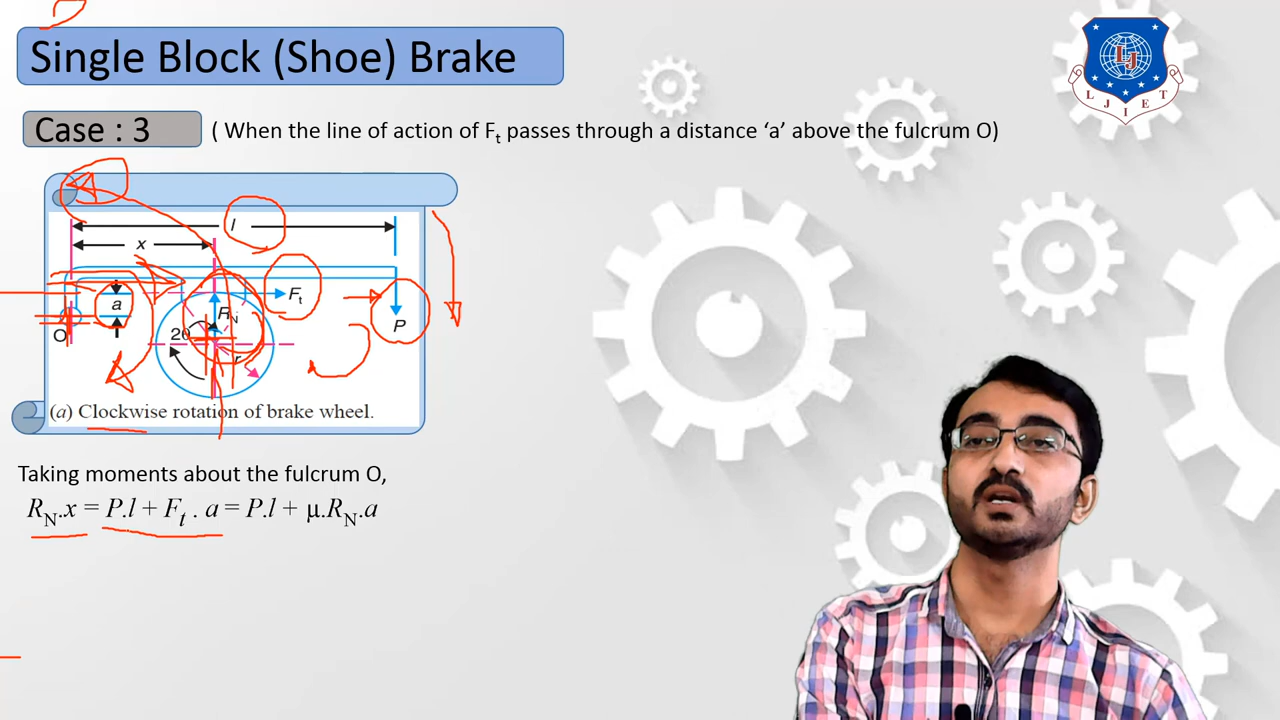 Single Block (Shoe) Brake
L J I E T
Case : 3
( When the line of action of Ft passes through a distance ‘a’ above the fulcrum O)
l
x
a
Ft
RN
P
O
2θ
r
(a) Clockwise rotation of brake wheel.
Taking moments about the fulcrum O,
RN.x = P.l + Ft . a = P.l + μ.RN.a